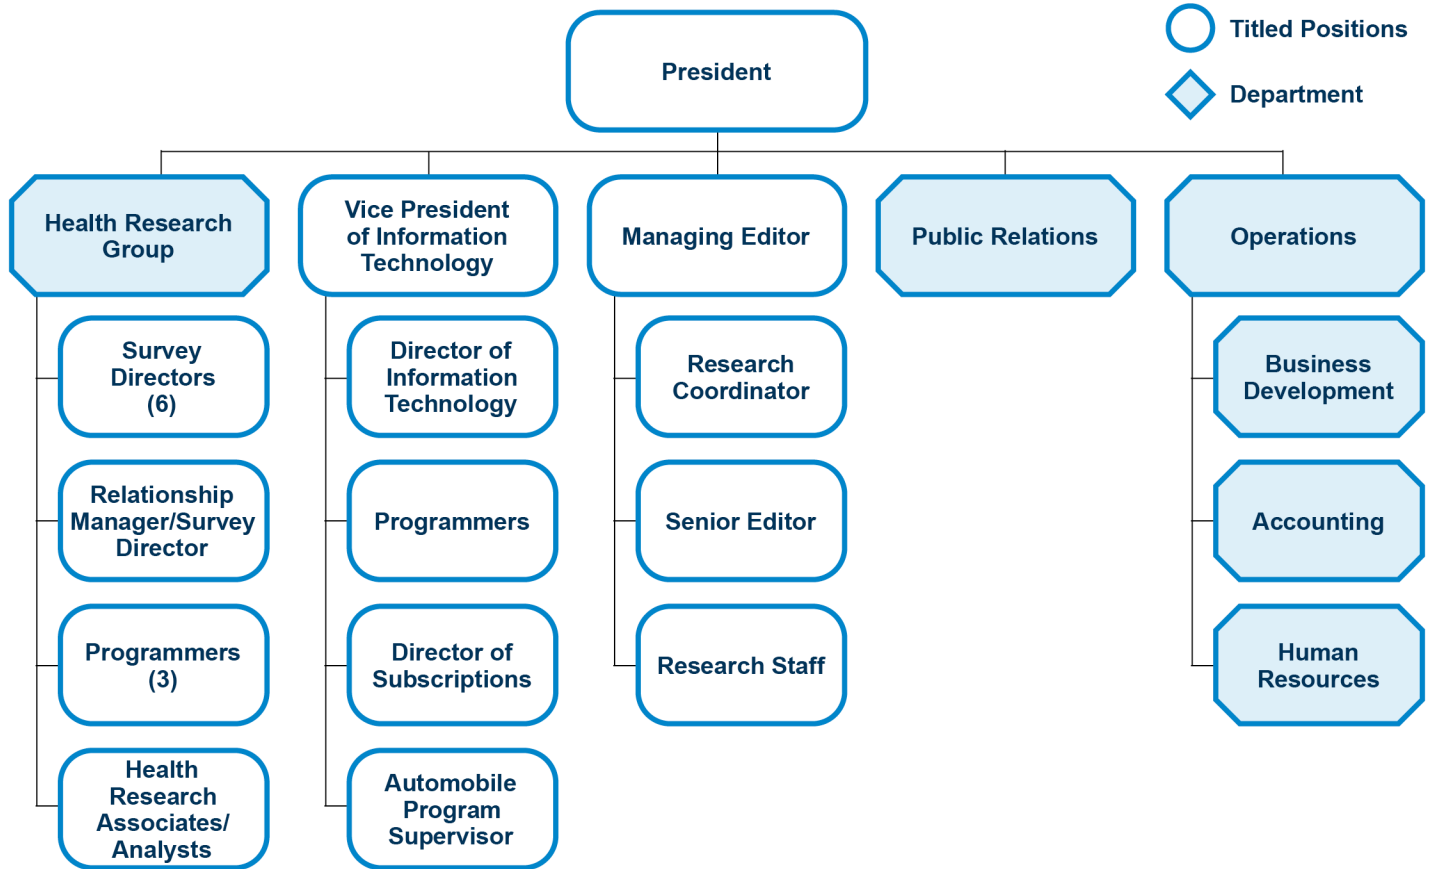 President
Titled Positions
Department
Health Research
Group
Vice President
of Information
Technology
Managing Editor
Public Relations
Operations
Survey
Directors
(6)
Director of
Information
Technology
Research
Coordinator
Business
Development
Relationship
Manager/Survey
Director
Programmers
Senior Editor
Accounting
Programmers
(3)
Director of
Subscriptions
Research Staff
Human
Resources
Health
Research
Associates/
Analysts
Automobile
Program
Supervisor